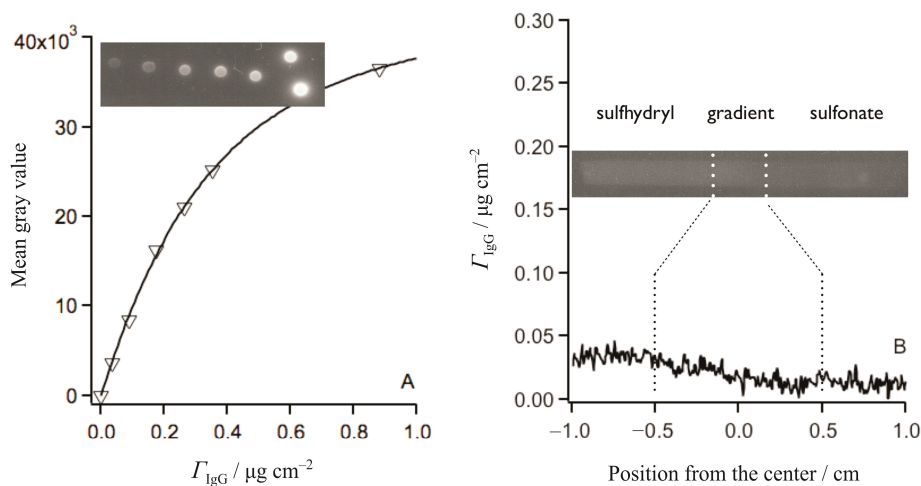 40x10³
30
20
10
0
Mean gray value
0.0 0.2 0.4 0.6 0.8 1.0
Γ_IgG / µg cm⁻²
A
0.30
0.25
0.20
0.15
0.10
0.05
0.00
Γ_IgG / µg cm⁻²
sulfhydryl gradient sulfonate
B
−1.0 −0.5 0.0 0.5 1.0
Position from the center / cm